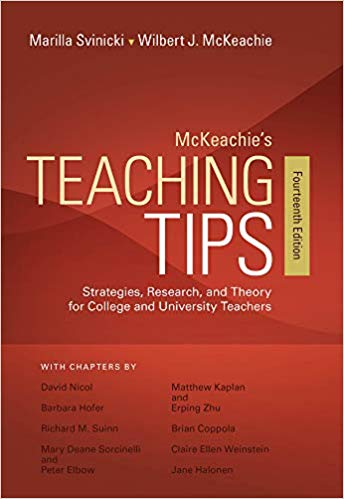 Marilla Svinicki ▾ Wilbert J. McKeachie
McKeachie's
TEACHING
TIPS
Fourteenth Edition
Strategies, Research, and Theory
for College and University Teachers
WITH CHAPTERS BY
David Nicol
Barbara Hofer
Richard M. Suinn
Mary Deane Sorcinelli
and
Peter Elbow
Matthew Kaplan
and
Erping Zhu
Brian Coppola
Claire Ellen Weinstein
Jane Halonen